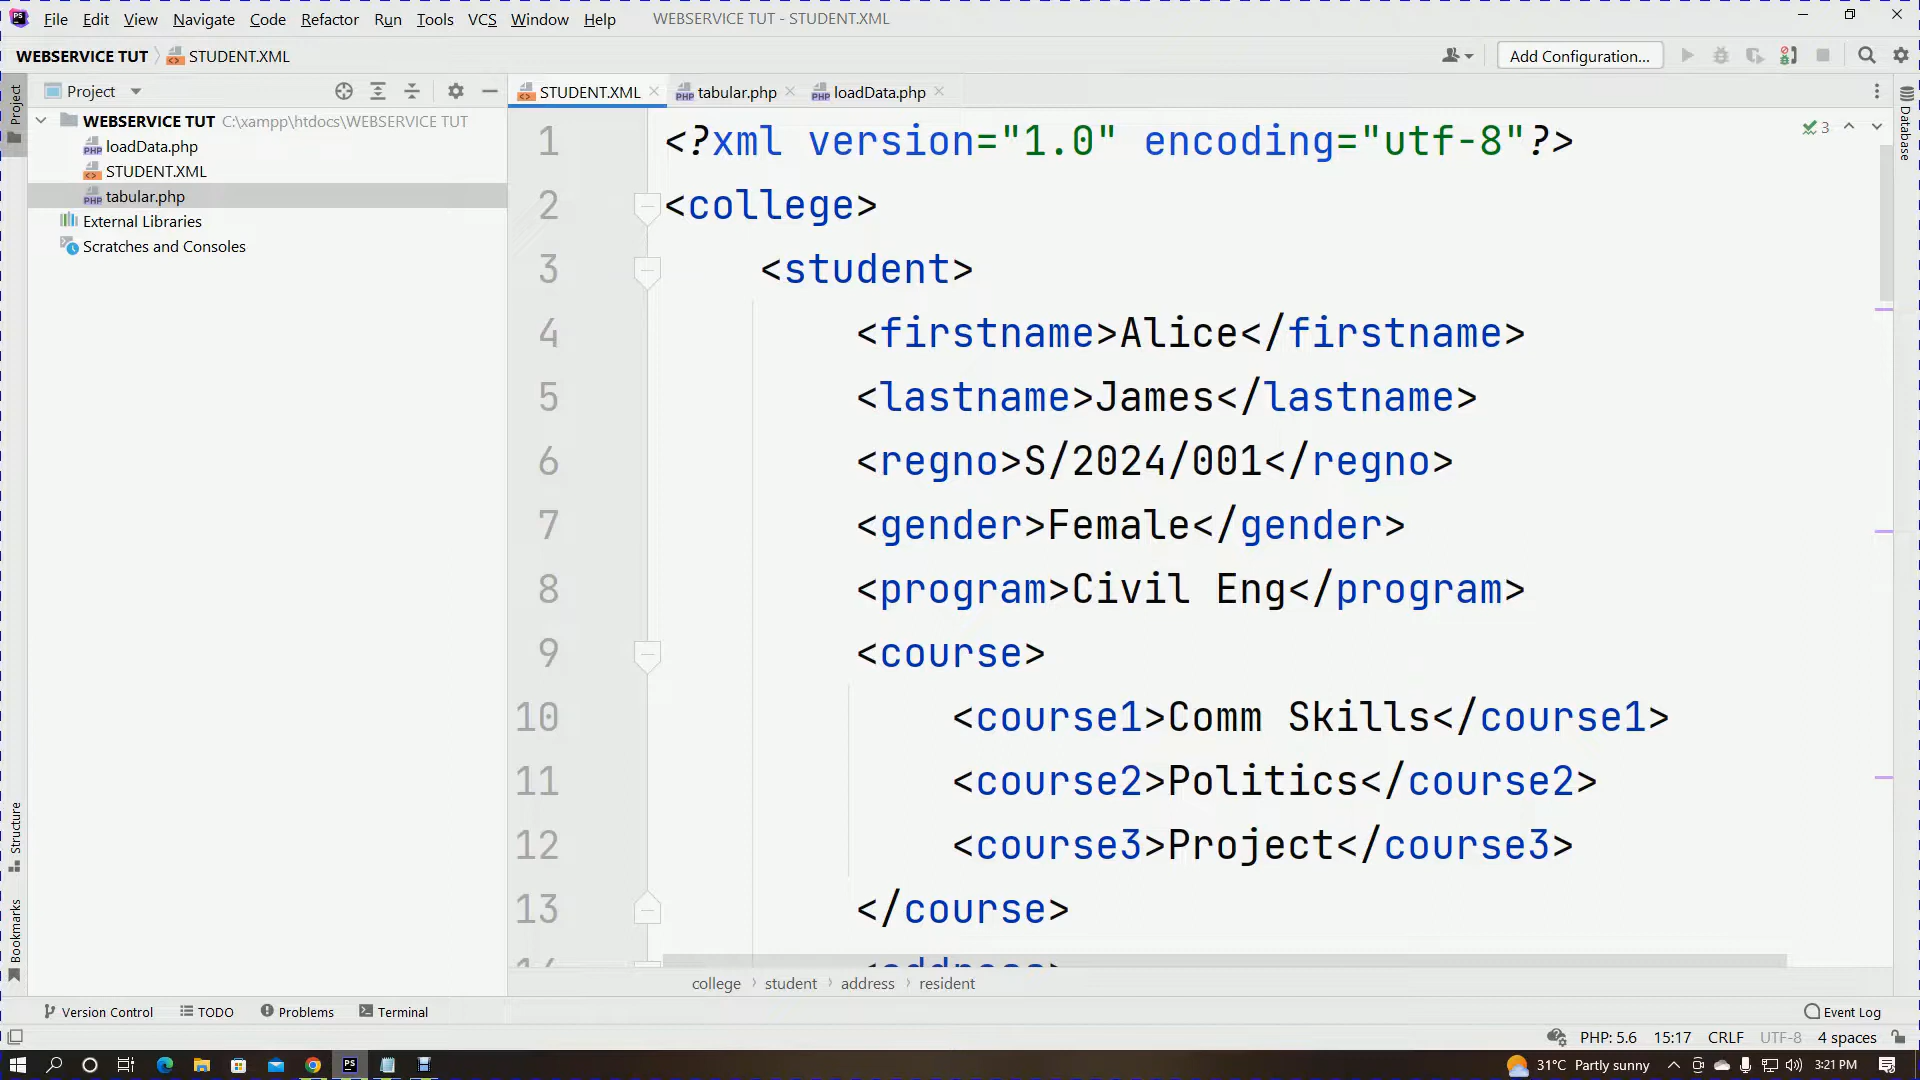 File Edit View Navigate Code Refactor Run Tools VCS Window Help WEBSERVICE TUT - STUDENT.XML
WEBSERVICE TUT STUDENT.XML Add Configuration...
Project
Project
STUDENT.XML tabular.php loadData.php
WEBSERVICE TUT C:\xampp\htdocs\WEBSERVICE TUT
loadData.php
STUDENT.XML
tabular.php
External Libraries
Scratches and Consoles
1 <?xml version="1.0" encoding="utf-8"?>
2 <college>
3 <student>
4 <firstname>Alice</firstname>
5 <lastname>James</lastname>
6 <regno>S/2024/001</regno>
7 <gender>Female</gender>
8 <program>Civil Eng</program>
9 <course>
10 <course1>Comm Skills</course1>
11 <course2>Politics</course2>
12 <course3>Project</course3>
13 </course>
14 <address>
3
Database
Structure
Bookmarks
college student address resident
Version Control TODO Problems Terminal Event Log
PHP: 5.6 15:17 CRLF UTF-8 4 spaces
31°C Partly sunny 3:21 PM